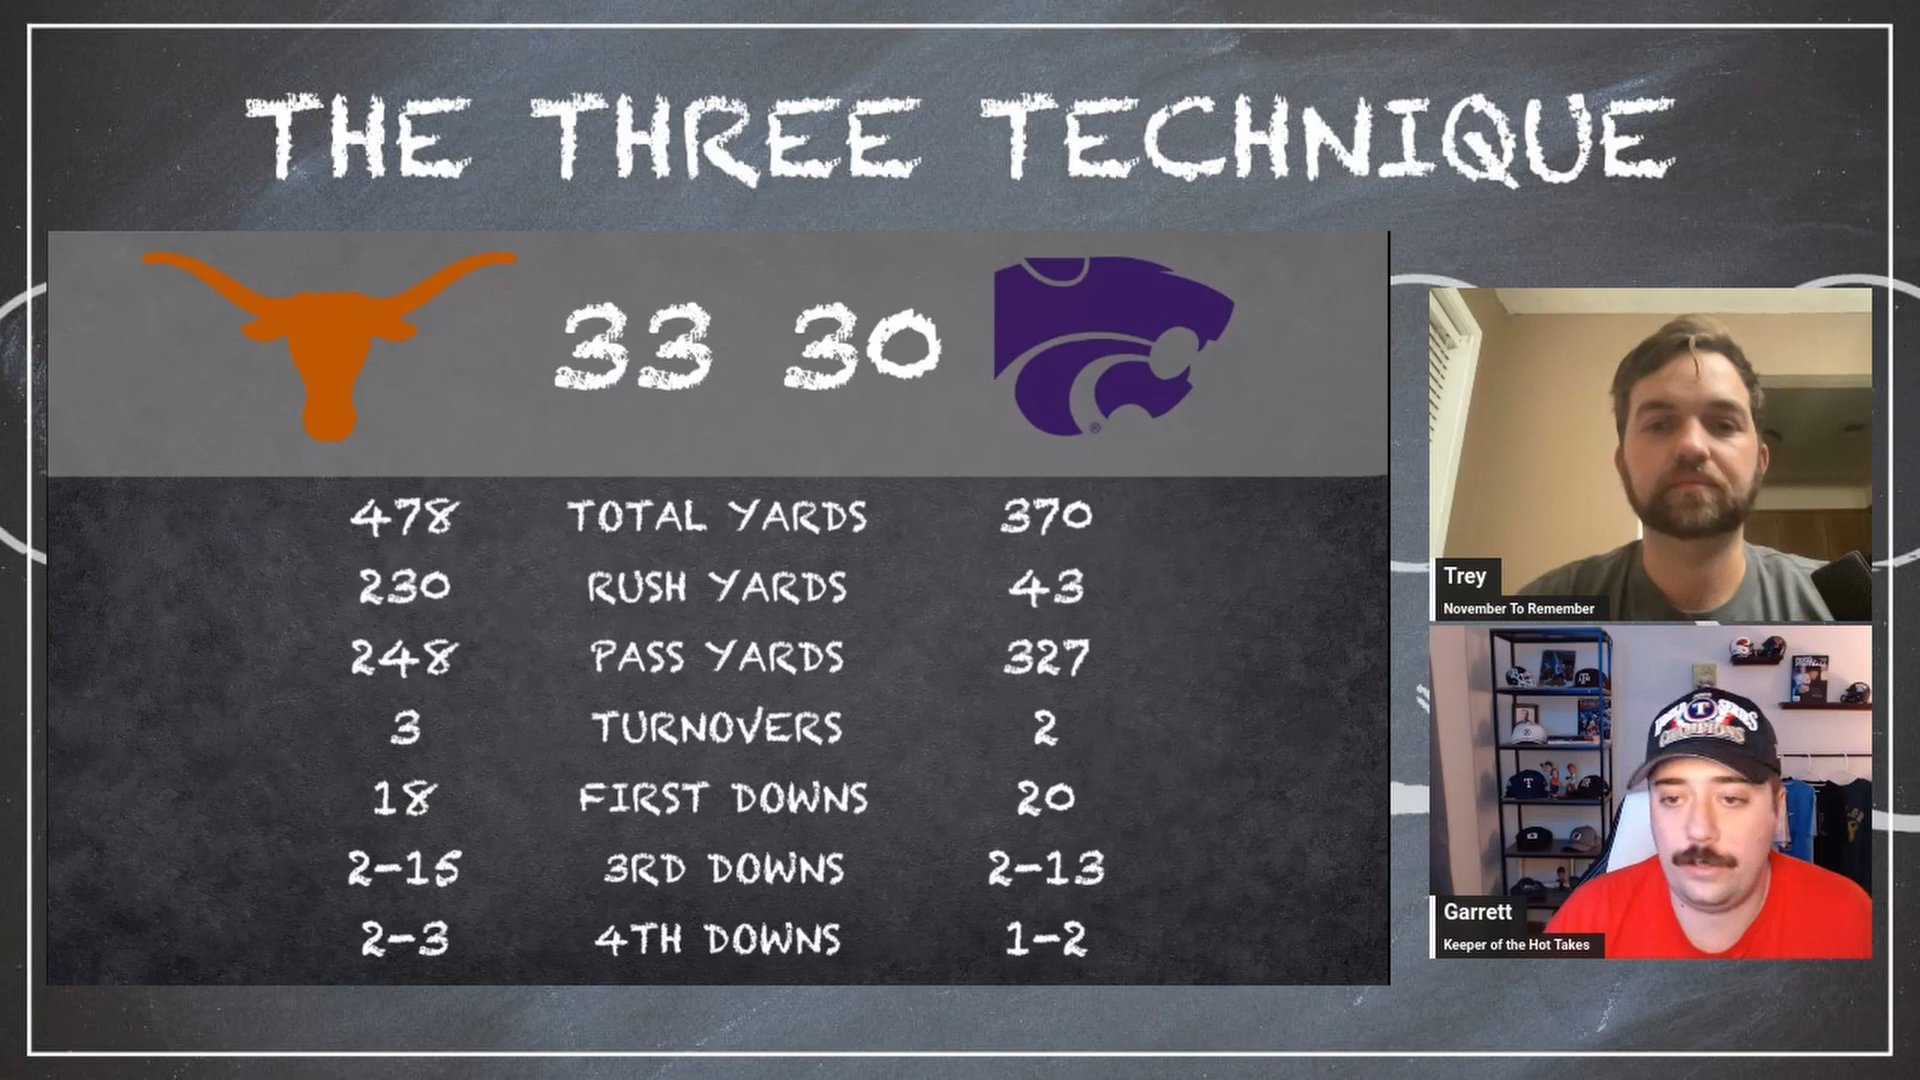 THE THREE TECHNIQUE
33 30
®
478 TOTAL YARDS 370
230 RUSH YARDS 43
248 PASS YARDS 327
3 TURNOVERS 2
18 FIRST DOWNS 20
2-15 3RD DOWNS 2-13
2-3 4TH DOWNS 1-2
Trey
November To Remember
T
CHAMPIONS
T
Garrett
Keeper of the Hot Takes